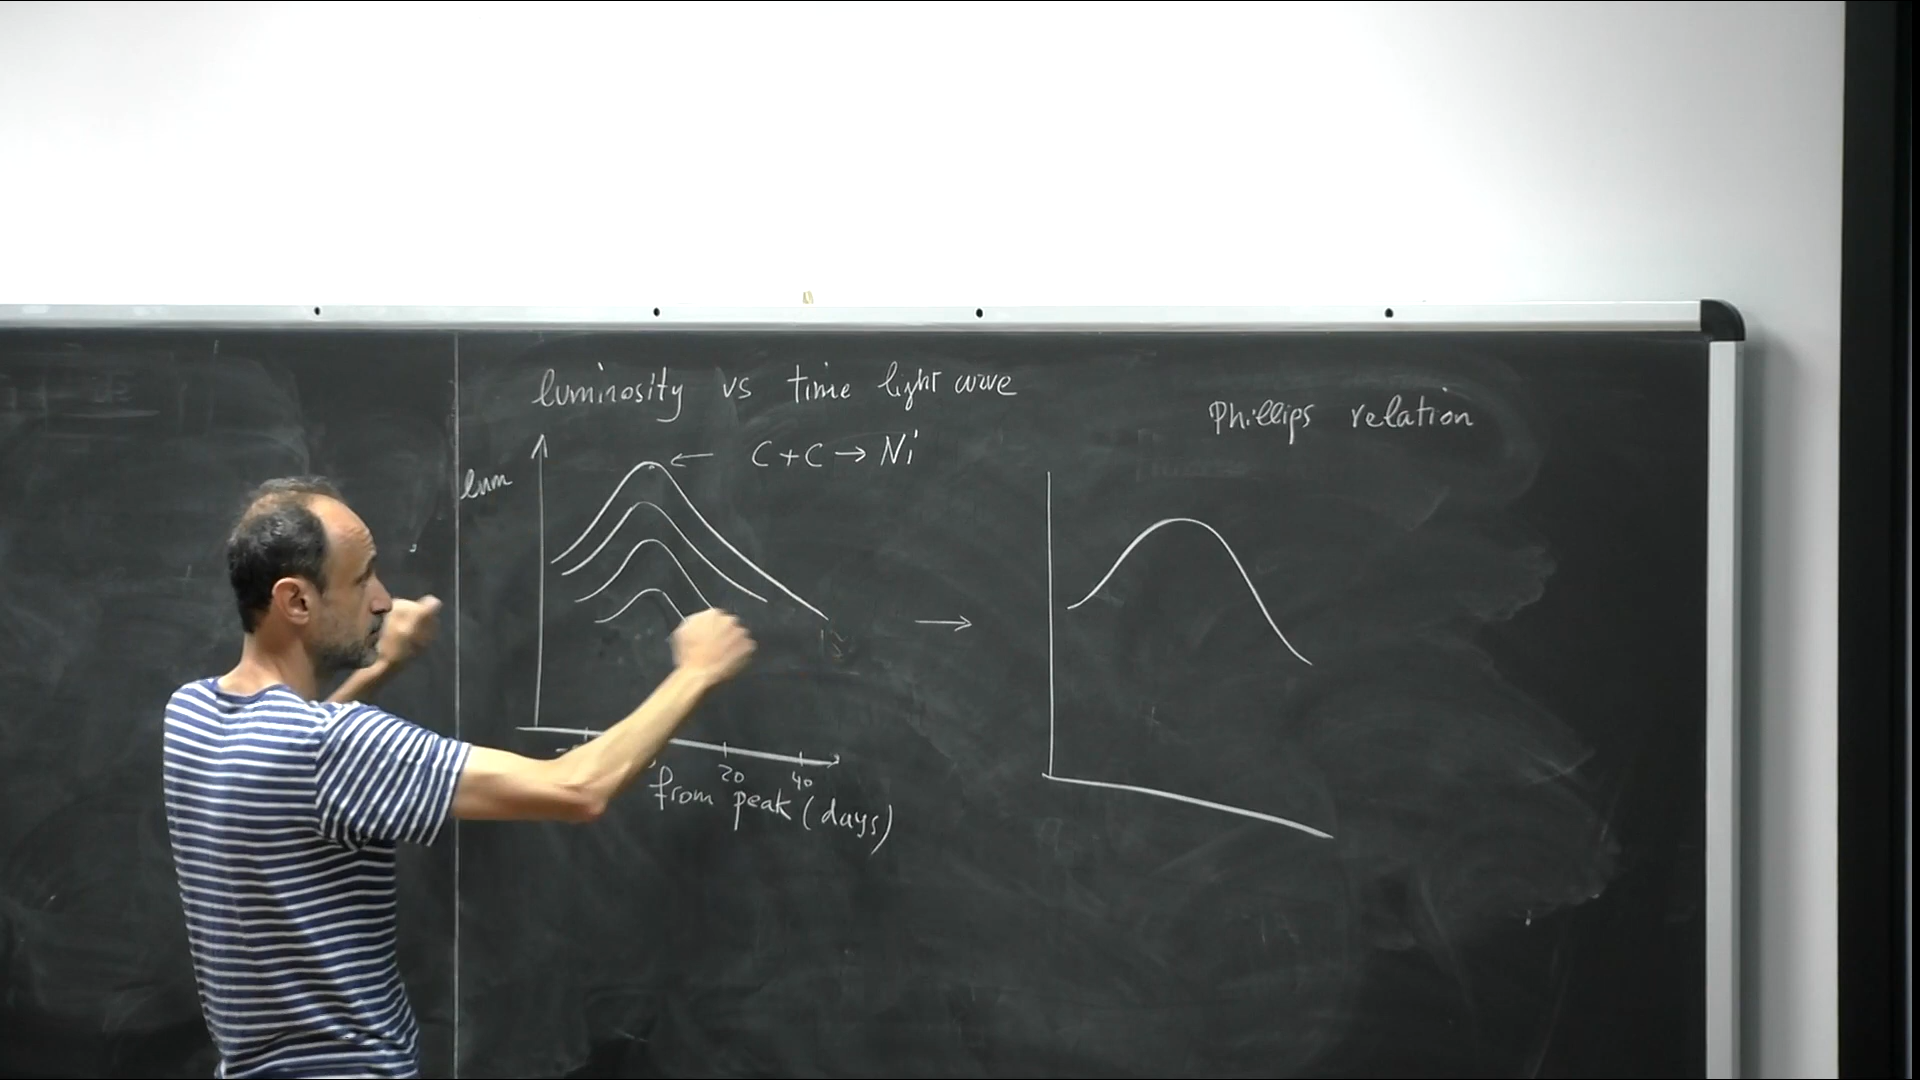 luminosity vs time light curve
Phillips relation
C + C → Ni
lum
20 40
from peak (days)